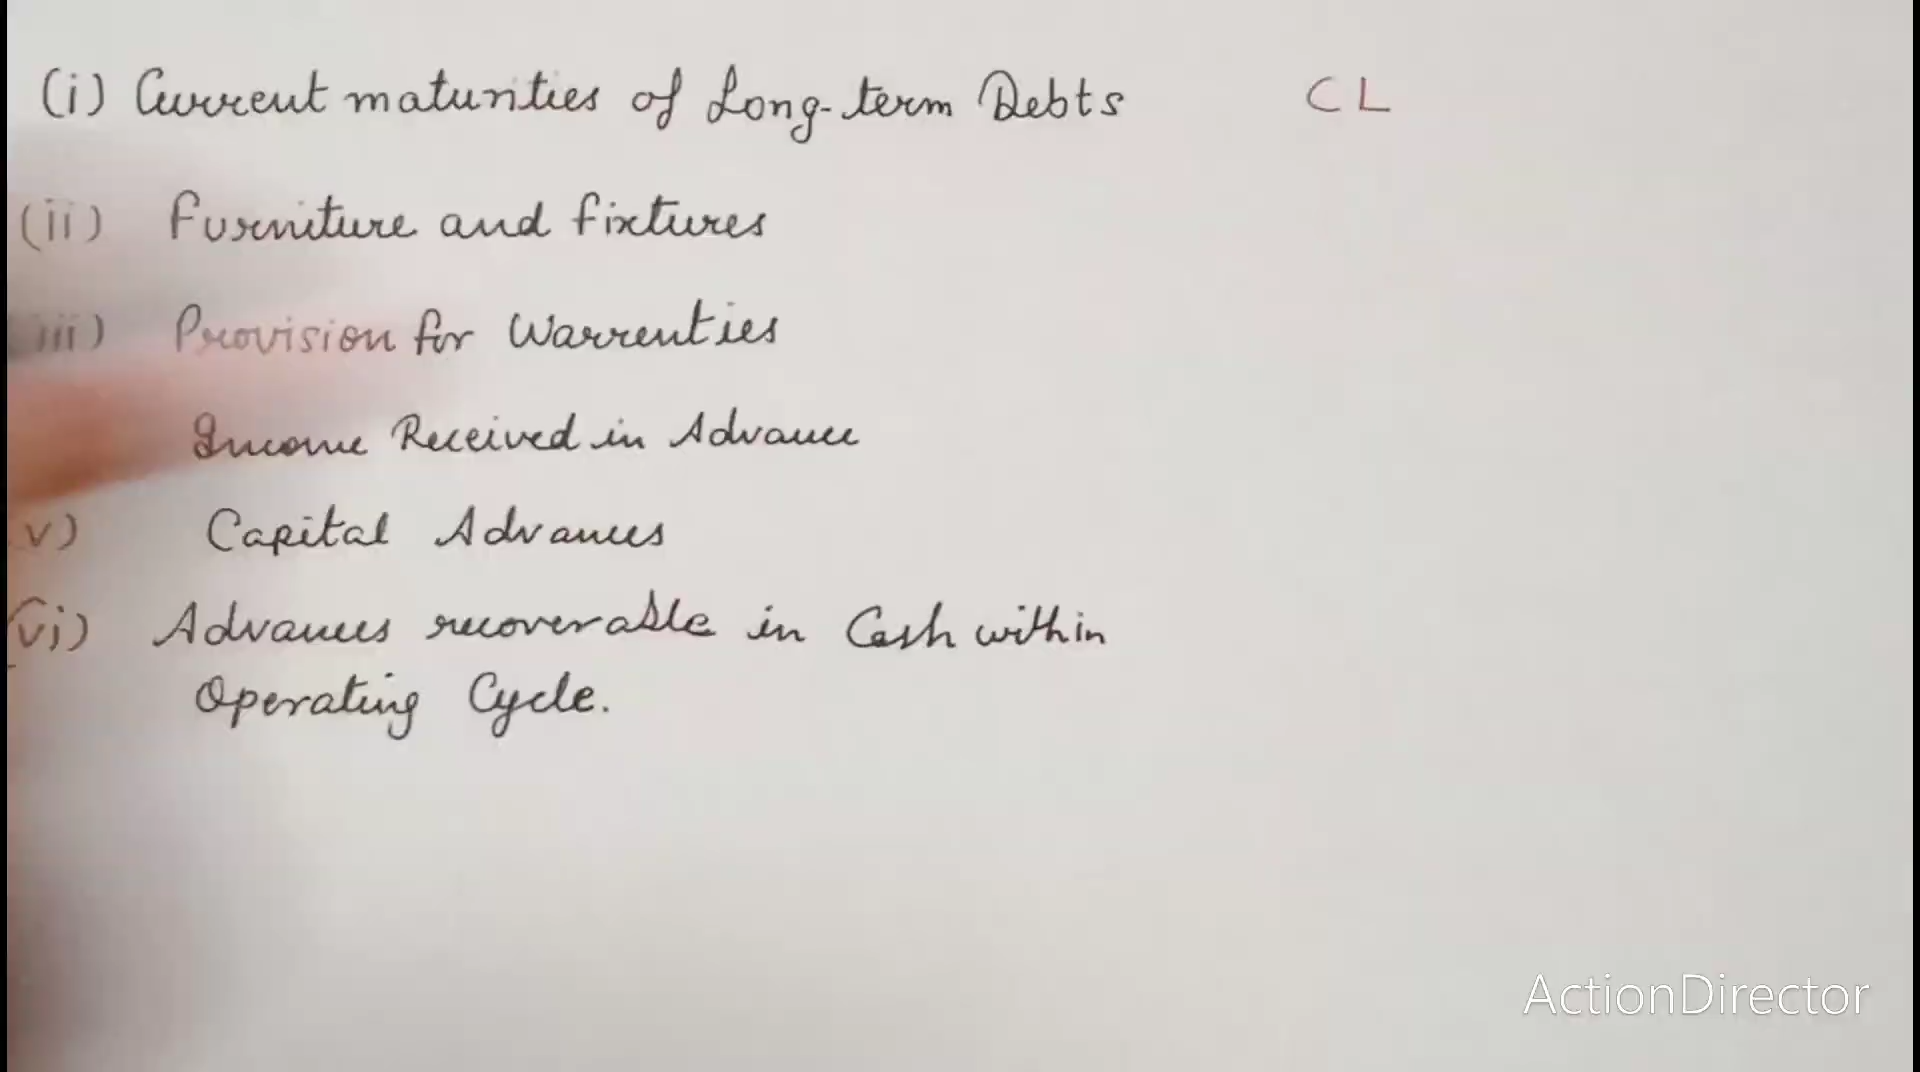 (i) Current maturities of Long-term Debts CL
(ii) Furniture and fixtures
iii) Provision for Warrenties
Income Received in Advance
v) Capital Advances
(vi) Advances recoverable in Cash within
Operating Cycle.
ActionDirector